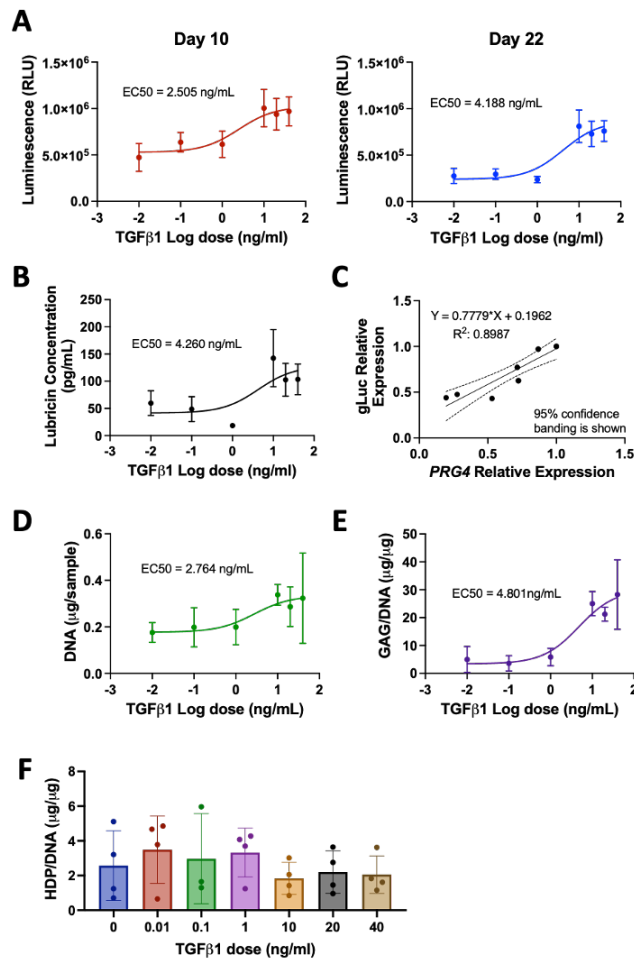 A
Day 10
Day 22
Luminescence (RLU)
1.5×10⁶
1.0×10⁶
5.0×10⁵
0.0
EC50 = 2.505 ng/mL
-3 -2 -1 0 1 2
TGFβ1 Log dose (ng/ml)
Luminescence (RLU)
1.5×10⁶
1.0×10⁶
5.0×10⁵
0.0
EC50 = 4.188 ng/mL
-3 -2 -1 0 1 2
TGFβ1 Log dose (ng/ml)
B
Lubricin Concentration
(pg/mL)
250
200
150
100
50
0
EC50 = 4.260 ng/mL
-3 -2 -1 0 1 2
TGFβ1 Log dose (ng/mL)
C
gLuc Relative
Expression
1.5
1.0
0.5
0.0
Y = 0.7779*X + 0.1962
R²: 0.8987
95% confidence
banding is shown
0.0 0.5 1.0 1.5
PRG4 Relative Expression
D
DNA (μg/sample)
0.6
0.4
0.2
0.0
EC50 = 2.764 ng/mL
-3 -2 -1 0 1 2
TGFβ1 Log dose (ng/mL)
E
GAG/DNA (μg/μg)
50
40
30
20
10
0
EC50 = 4.801ng/mL
-3 -2 -1 0 1 2
TGFβ1 Log dose (ng/mL)
F
HDP/DNA (μg/μg)
8
6
4
2
0
0 0.01 0.1 1 10 20 40
TGFβ1 dose (ng/ml)